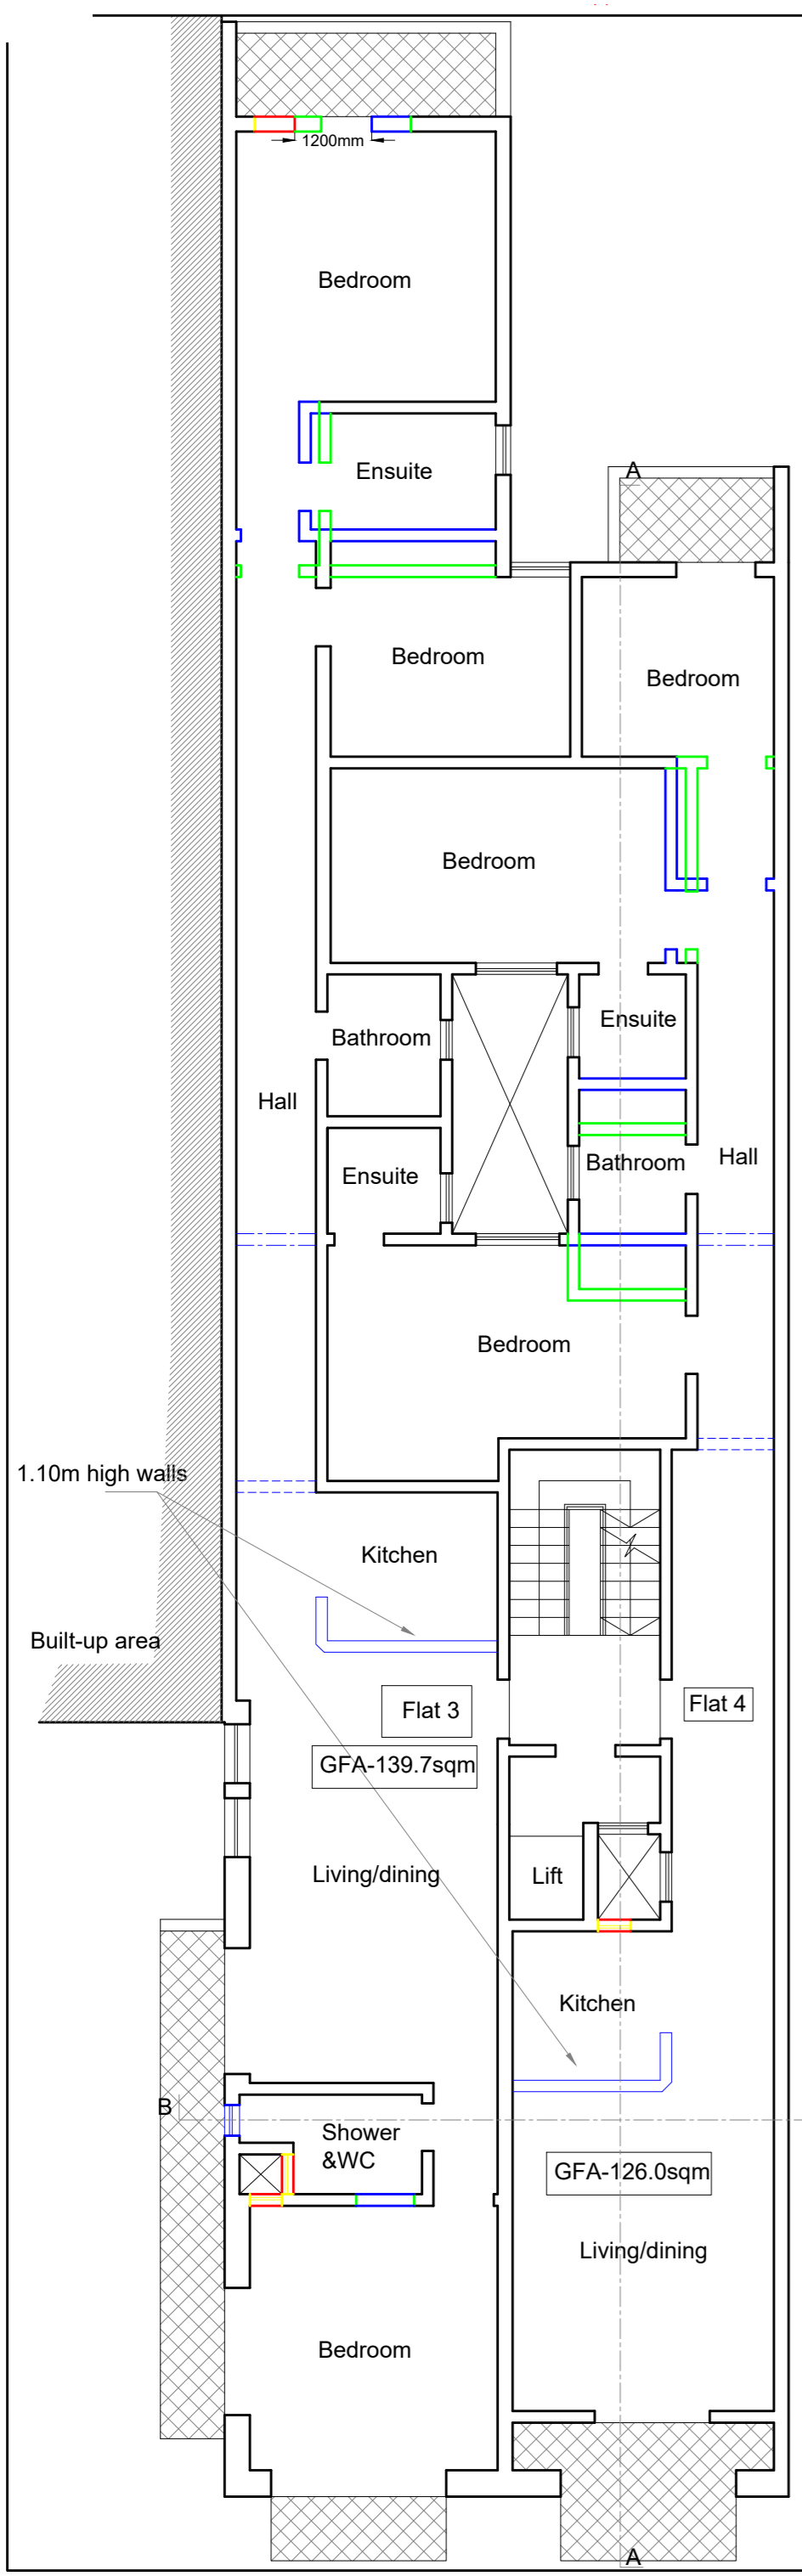 1200mm
Bedroom
Ensuite
A
Bedroom
Bedroom
Bedroom
Ensuite
Bathroom
Hall
Bathroom
Hall
Ensuite
Bedroom
1.10m high walls
Kitchen
Built-up area
Flat 3
Flat 4
GFA-139.7sqm
Living/dining
Lift
Kitchen
B
Shower
&WC
GFA-126.0sqm
Living/dining
Bedroom
A